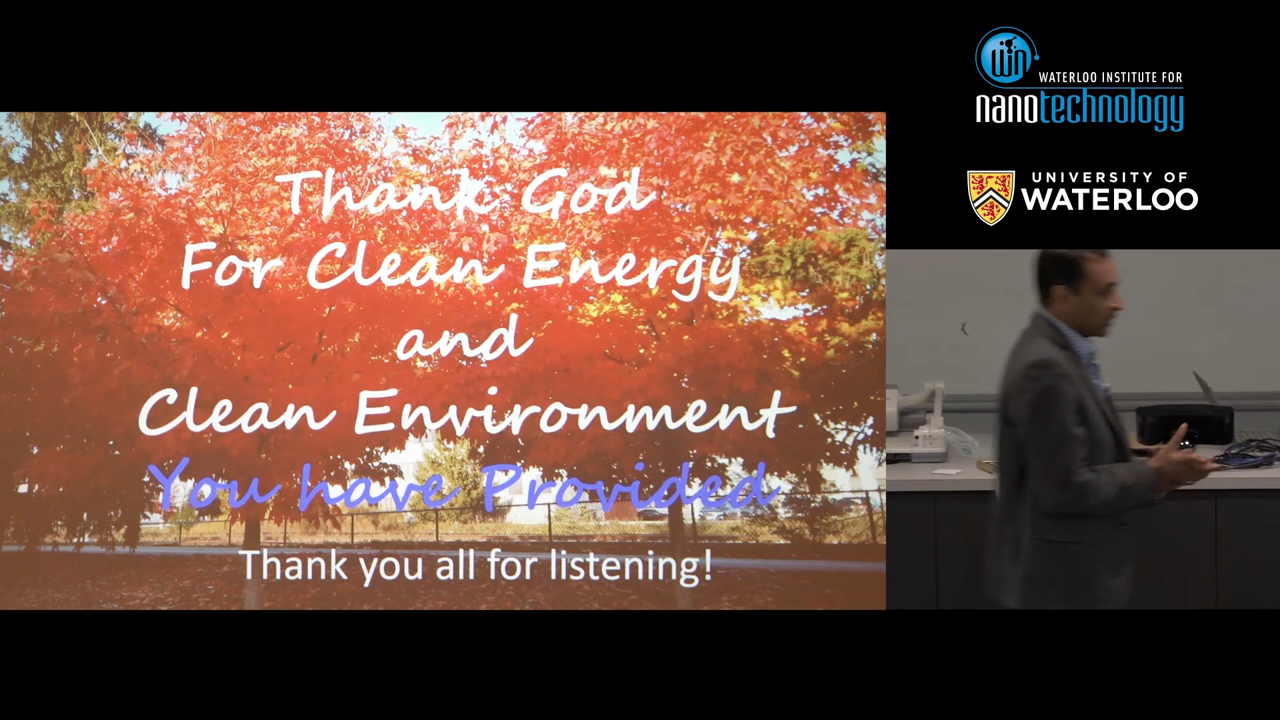 Thank God
For Clean Energy
and
Clean Environment
You have Provided
Thank you all for listening!
WIN
WATERLOO INSTITUTE FOR
nanotechnology
UNIVERSITY OF
WATERLOO